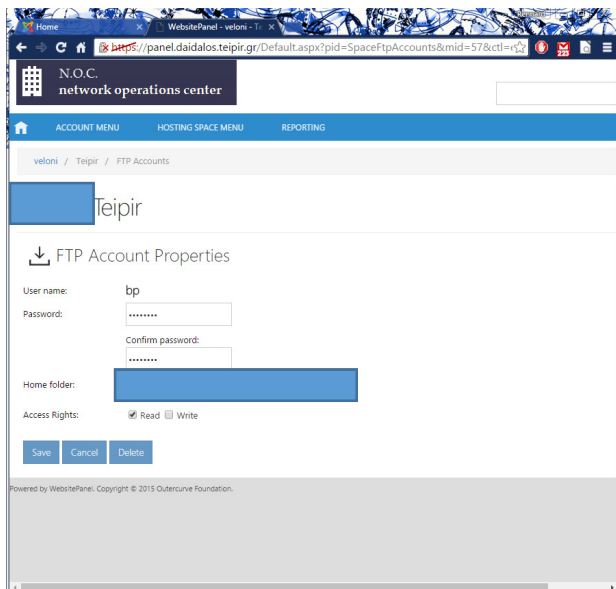 Home
WebsitePanel - veloni - Te
https://panel.daidalos.teipir.gr/Default.aspx?pid=SpaceFtpAccounts&mid=57&ctl=
225
N.O.C.
network operations center
ACCOUNT MENU HOSTING SPACE MENU REPORTING
veloni / Teipir / FTP Accounts
Teipir
FTP Account Properties
User name: bp
Password: ••••••••
Confirm password:
••••••••
Home folder:
Access Rights: Read Write
Save Cancel Delete
Powered by WebsitePanel. Copyright © 2015 Outercurve Foundation.